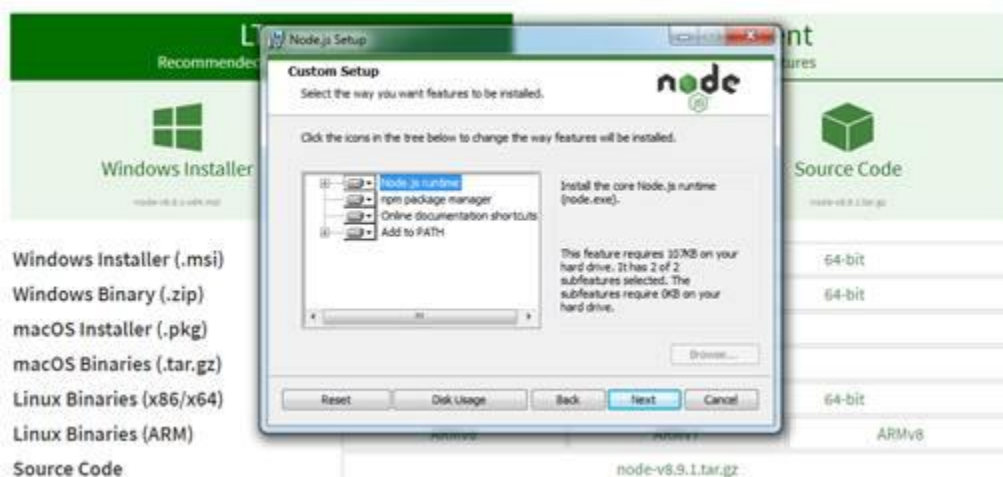 LT
ent
Recommended
ures
Node.js Setup
Custom Setup
Select the way you want features to be installed.
node
JS
Click the icons in the tree below to change the way features will be installed.
Windows Installer
Source Code
Node.js runtime
npm package manager
Online documentation shortcuts
Add to PATH
Install the core Node.js runtime
(node.exe).
This feature requires 107KB on your
hard drive. It has 2 of 2
subfeatures selected. The
subfeatures require 0KB on your
hard drive.
Browse...
Reset
Disk Usage
Back
Next
Cancel
Windows Installer (.msi)
64-bit
Windows Binary (.zip)
64-bit
macOS Installer (.pkg)
macOS Binaries (.tar.gz)
Linux Binaries (x86/x64)
64-bit
Linux Binaries (ARM)
ARMv8
Source Code
node-v8.9.1.tar.gz